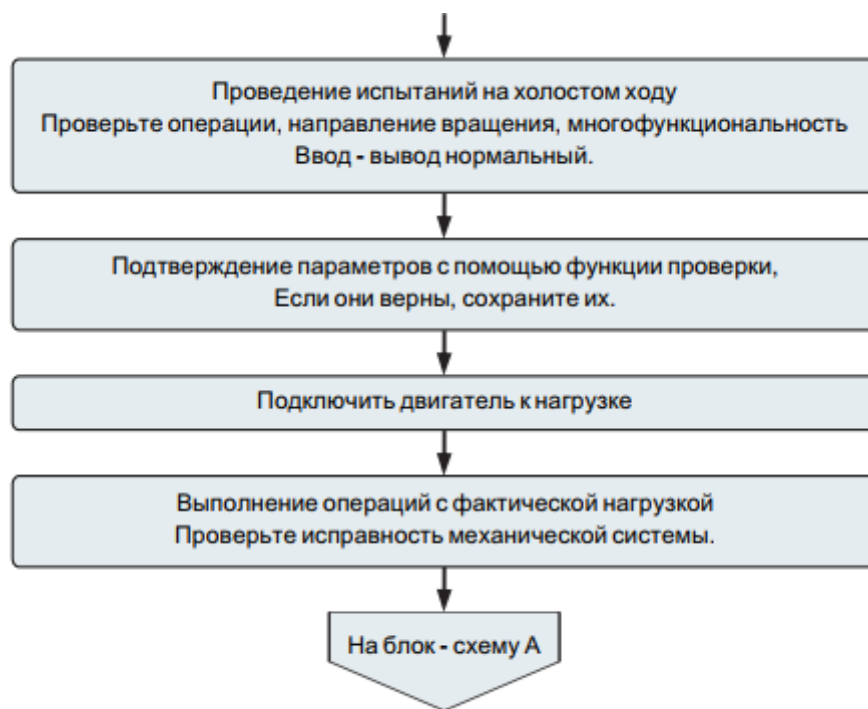 Проведение испытаний на холостом ходу
Проверьте операции, направление вращения, многофункциональность
Ввод - вывод нормальный.
Подтверждение параметров с помощью функции проверки,
Если они верны, сохраните их.
Подключить двигатель к нагрузке
Выполнение операций с фактической нагрузкой
Проверьте исправность механической системы.
На блок - схему А